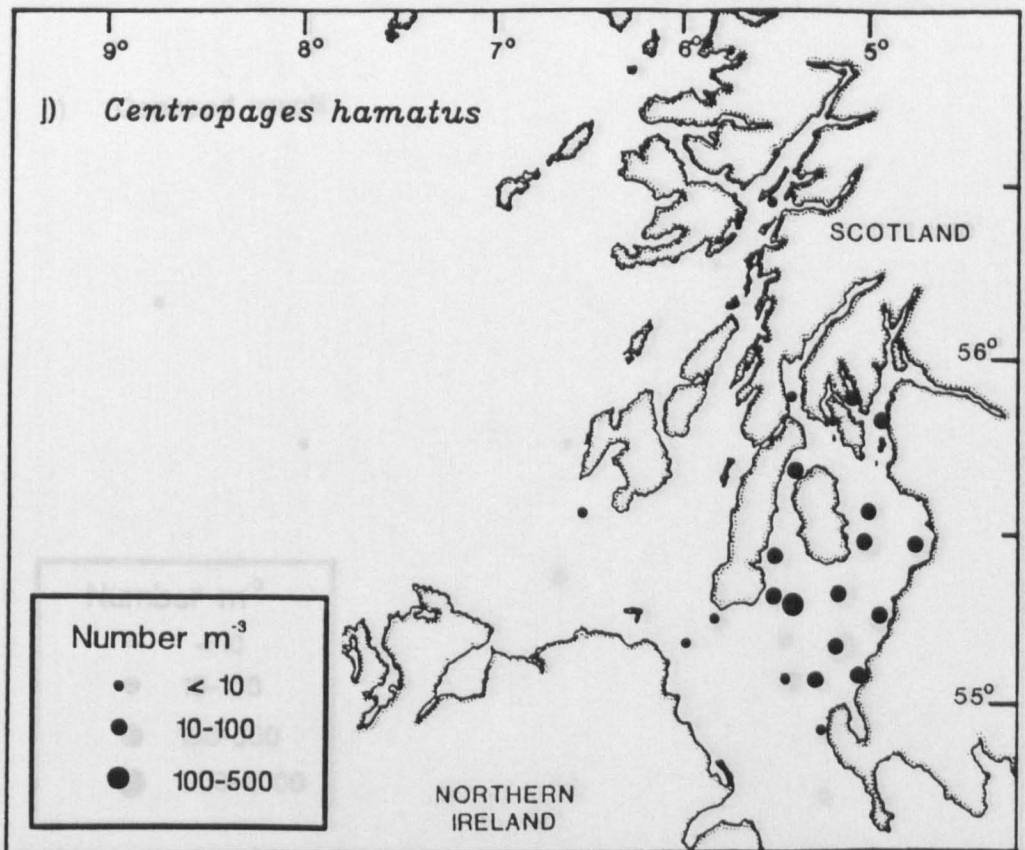 9° 8° 7° 6° 5°
j) Centropages hamatus
SCOTLAND
56°
55°
Number m⁻³
< 10
10-100
100-500
NORTHERN
IRELAND